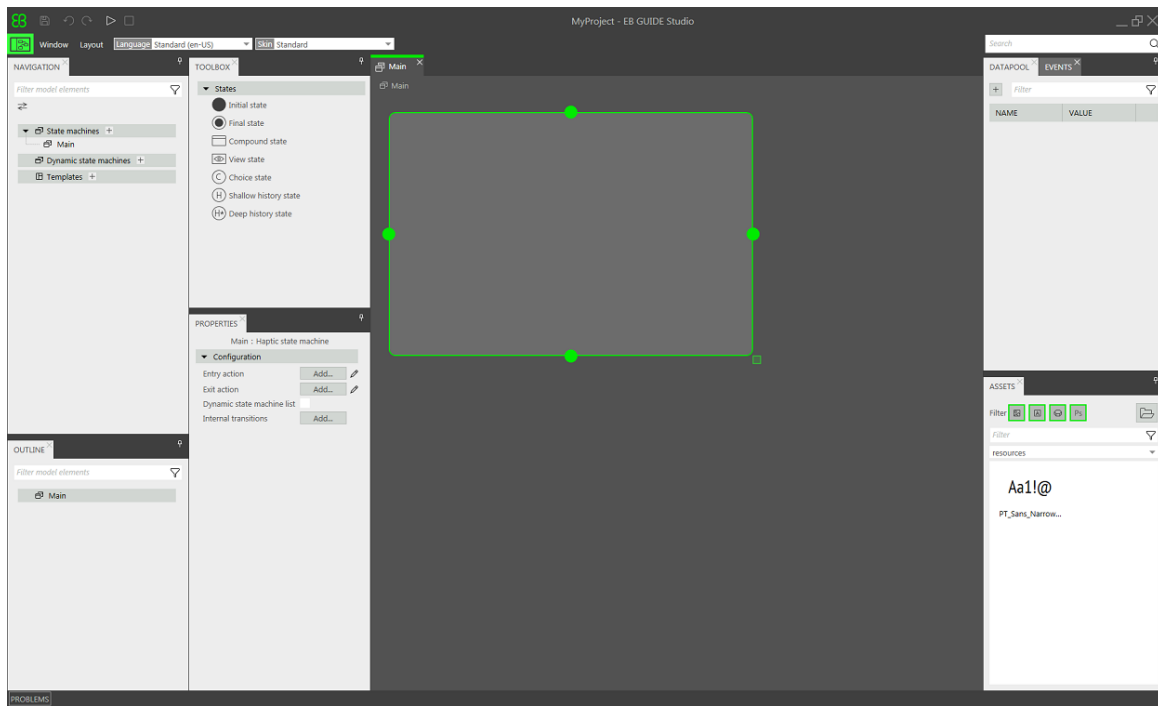 EB
MyProject - EB GUIDE Studio
Window Layout Language Standard (en-US) Skin Standard
Search
NAVIGATION
Filter model elements
State machines +
Main
Dynamic state machines +
Templates +
OUTLINE
Filter model elements
Main
TOOLBOX
States
Initial state
Final state
Compound state
View state
C Choice state
H Shallow history state
H* Deep history state
PROPERTIES
Main : Haptic state machine
Configuration
Entry action Add...
Exit action Add...
Dynamic state machine list
Internal transitions Add...
Main
Main
DATAPOOL EVENTS
+ Filter
NAME VALUE
ASSETS
Filter A Ps
Filter
resources
Aa1!@
PT_Sans_Narrow...
PROBLEMS